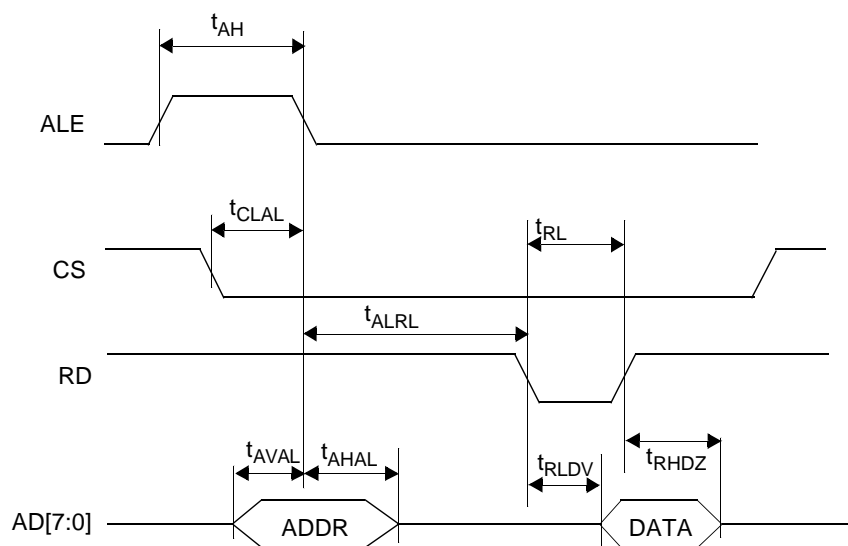 tAH
ALE
tCLAL
tRL
CS
tALRL
RD
tAVAL tAHAL tRLDV tRHDZ
AD[7:0] ADDR DATA